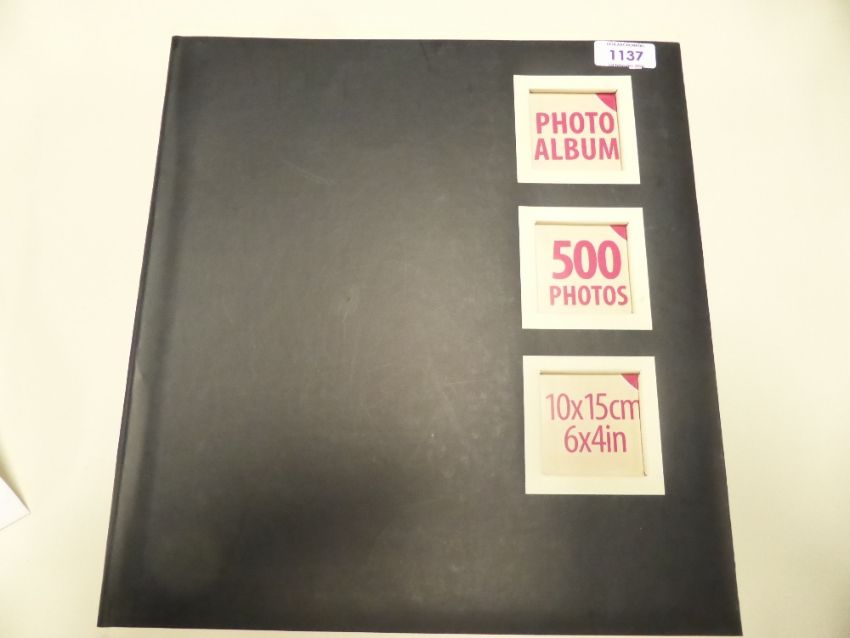 1137
PHOTO
ALBUM
500
PHOTOS
10x15cm
6x4in